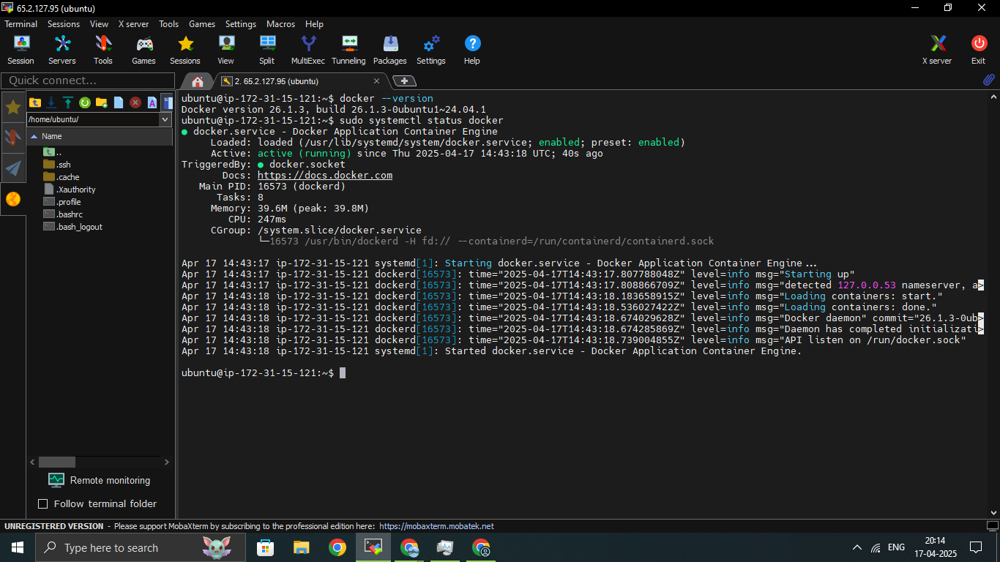 65.2.127.95 (ubuntu)
Terminal Sessions View X server Tools Games Settings Macros Help
Session Servers Tools Games Sessions View Split MultiExec Tunneling Packages Settings Help X server Exit
Quick connect...
2. 65.2.127.95 (ubuntu)
/home/ubuntu/
Name
..
.ssh
.cache
.Xauthority
.profile
.bashrc
.bash_logout
Remote monitoring
Follow terminal folder
ubuntu@ip-172-31-15-121:~$ docker --version
Docker version 26.1.3, build 26.1.3-0ubuntu1~24.04.1
ubuntu@ip-172-31-15-121:~$ sudo systemctl status docker
● docker.service - Docker Application Container Engine
Loaded: loaded (/usr/lib/systemd/system/docker.service; enabled; preset: enabled)
Active: active (running) since Thu 2025-04-17 14:43:18 UTC; 40s ago
TriggeredBy: ● docker.socket
Docs: https://docs.docker.com
Main PID: 16573 (dockerd)
Tasks: 8
Memory: 39.6M (peak: 39.8M)
CPU: 247ms
CGroup: /system.slice/docker.service
└─16573 /usr/bin/dockerd -H fd:// --containerd=/run/containerd/containerd.sock
Apr 17 14:43:17 ip-172-31-15-121 systemd[1]: Starting docker.service - Docker Application Container Engine...
Apr 17 14:43:17 ip-172-31-15-121 dockerd[16573]: time="2025-04-17T14:43:17.807788048Z" level=info msg="Starting up"
Apr 17 14:43:17 ip-172-31-15-121 dockerd[16573]: time="2025-04-17T14:43:17.808866709Z" level=info msg="detected 127.0.0.53 nameserver, a>
Apr 17 14:43:18 ip-172-31-15-121 dockerd[16573]: time="2025-04-17T14:43:18.183658915Z" level=info msg="Loading containers: start."
Apr 17 14:43:18 ip-172-31-15-121 dockerd[16573]: time="2025-04-17T14:43:18.536027422Z" level=info msg="Loading containers: done."
Apr 17 14:43:18 ip-172-31-15-121 dockerd[16573]: time="2025-04-17T14:43:18.674029628Z" level=info msg="Docker daemon" commit="26.1.3-0ub>
Apr 17 14:43:18 ip-172-31-15-121 dockerd[16573]: time="2025-04-17T14:43:18.674285869Z" level=info msg="Daemon has completed initializati>
Apr 17 14:43:18 ip-172-31-15-121 dockerd[16573]: time="2025-04-17T14:43:18.739004855Z" level=info msg="API listen on /run/docker.sock"
Apr 17 14:43:18 ip-172-31-15-121 systemd[1]: Started docker.service - Docker Application Container Engine.
ubuntu@ip-172-31-15-121:~$
UNREGISTERED VERSION - Please support MobaXterm by subscribing to the professional edition here: https://mobaxterm.mobatek.net
Type here to search
ENG
20:14
17-04-2025